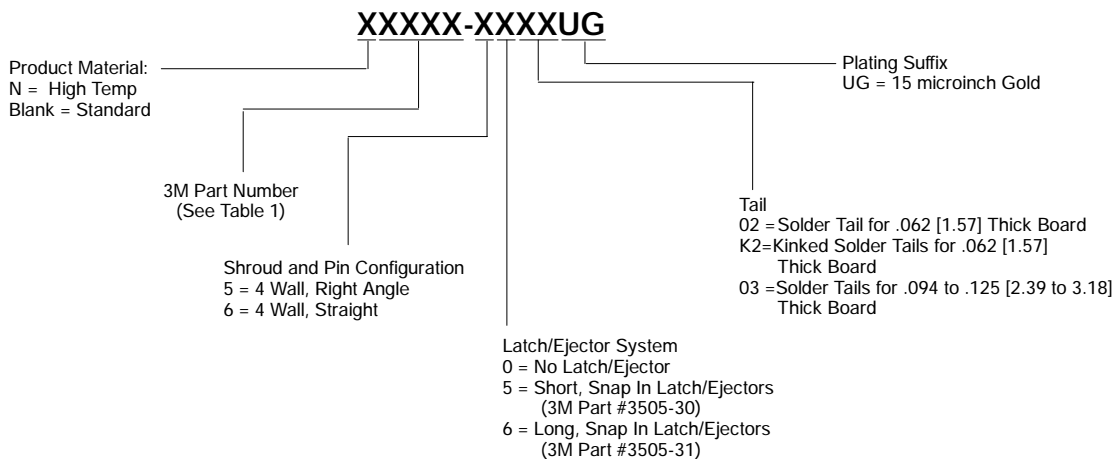 XXXXX-XXXXUG
Product Material:
N = High Temp
Blank = Standard
Plating Suffix
UG = 15 microinch Gold
3M Part Number
(See Table 1)
Tail
02 =Solder Tail for .062 [1.57] Thick Board
K2=Kinked Solder Tails for .062 [1.57]
Thick Board
03 =Solder Tails for .094 to .125 [2.39 to 3.18]
Thick Board
Shroud and Pin Configuration
5 = 4 Wall, Right Angle
6 = 4 Wall, Straight
Latch/Ejector System
0 = No Latch/Ejector
5 = Short, Snap In Latch/Ejectors
(3M Part #3505-30)
6 = Long, Snap In Latch/Ejectors
(3M Part #3505-31)